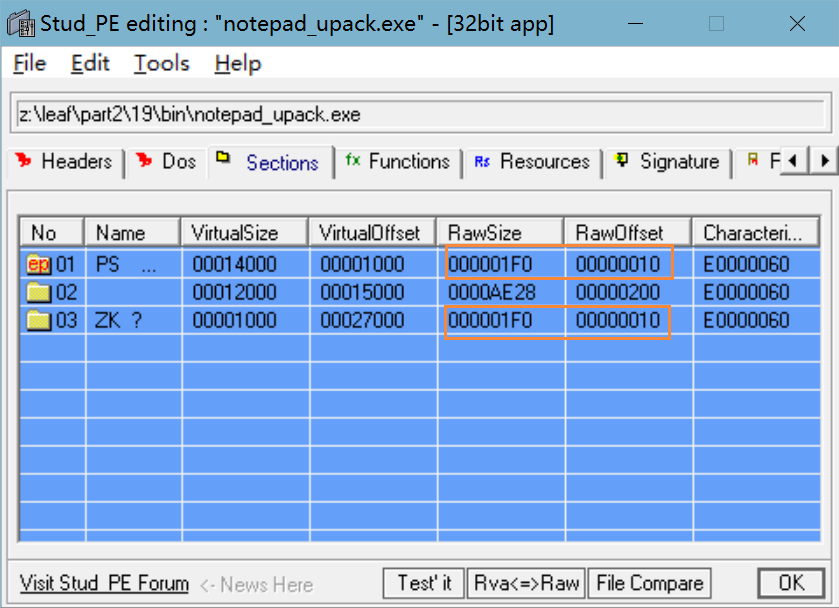 Stud_PE editing : "notepad_upack.exe" - [32bit app]
File Edit Tools Help
z:\leaf\part2\19\bin\notepad_upack.exe
Headers Dos Sections fx Functions Rs Resources Signature F
No Name VirtualSize VirtualOffset RawSize RawOffset Characteri...
ep 01 PS ... 00014000 00001000 000001F0 00000010 E0000060
02 00012000 00015000 0000AE28 00000200 E0000060
03 ZK ? 00001000 00027000 000001F0 00000010 E0000060
Visit Stud_PE Forum <- News Here Test' it Rva<=>Raw File Compare OK